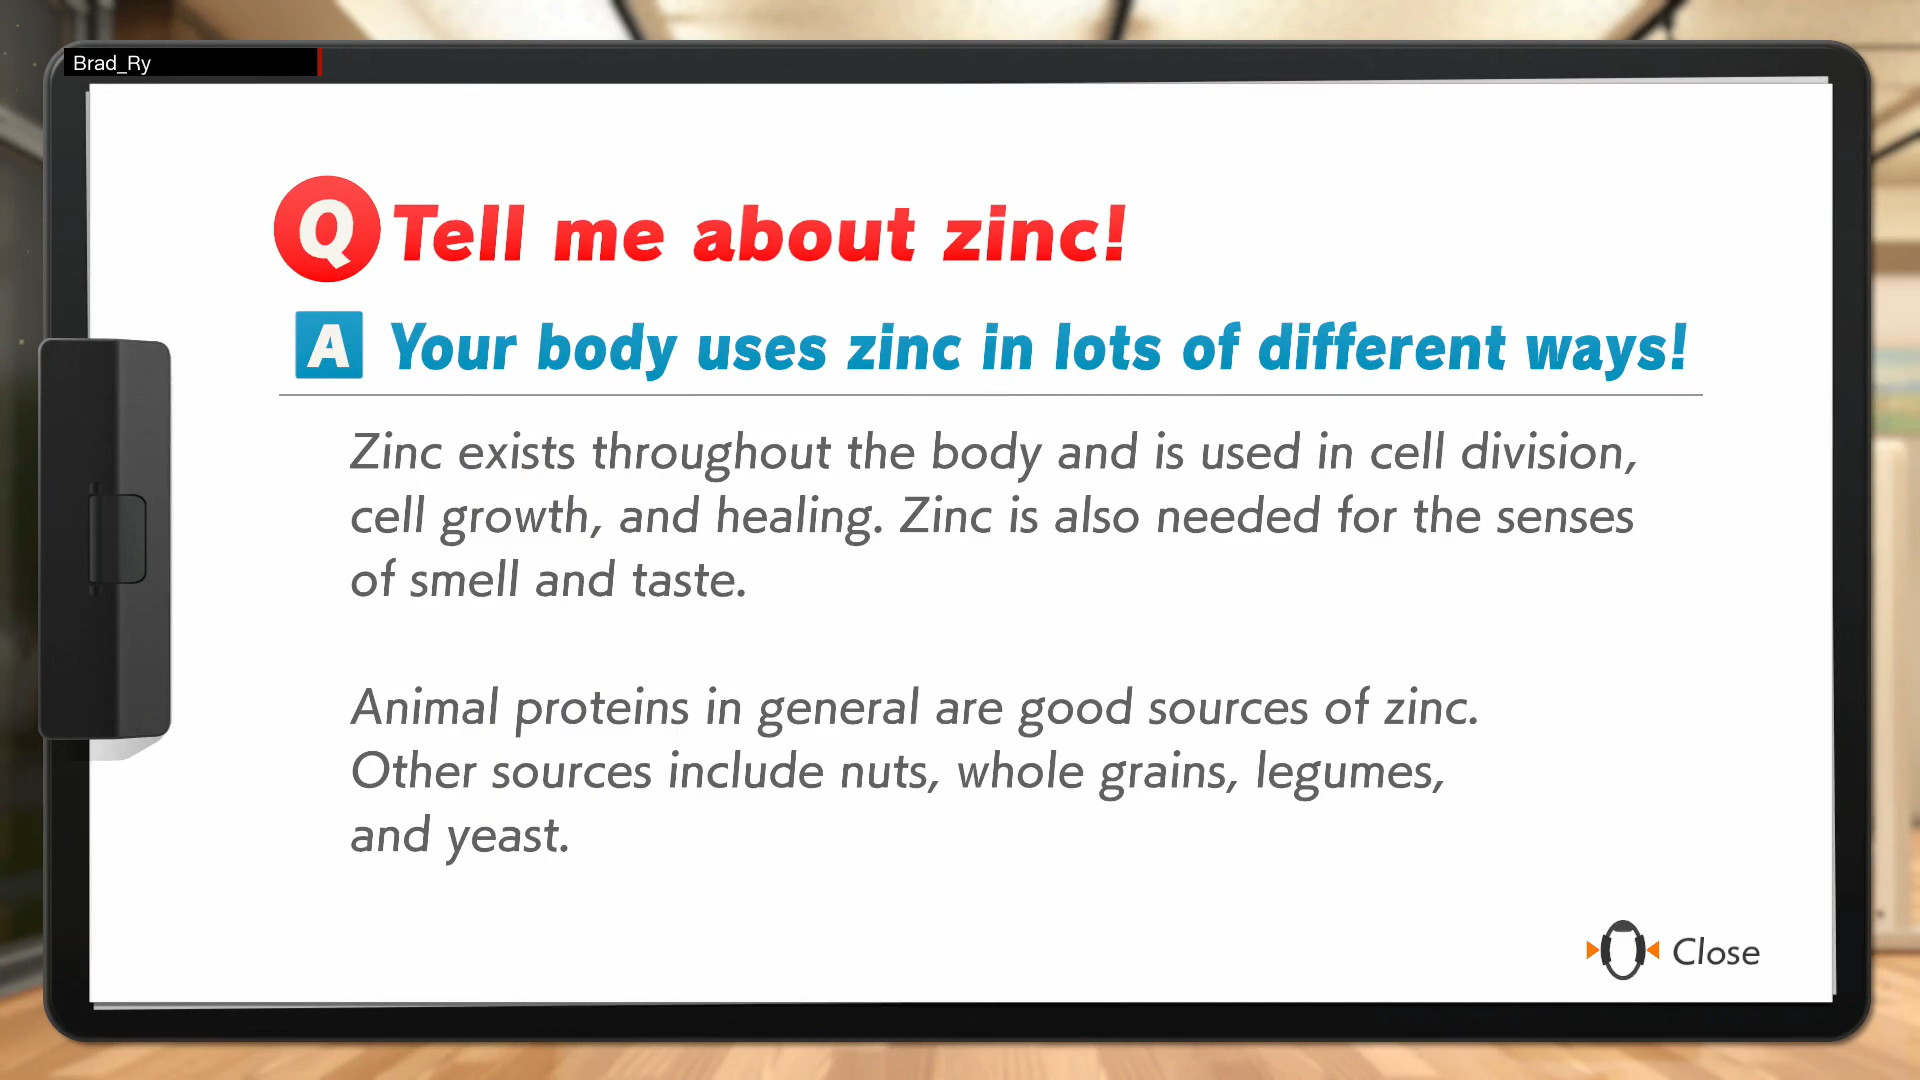 Brad_Ry
Q Tell me about zinc!
A Your body uses zinc in lots of different ways!
Zinc exists throughout the body and is used in cell division,
cell growth, and healing. Zinc is also needed for the senses
of smell and taste.
Animal proteins in general are good sources of zinc.
Other sources include nuts, whole grains, legumes,
and yeast.
Close